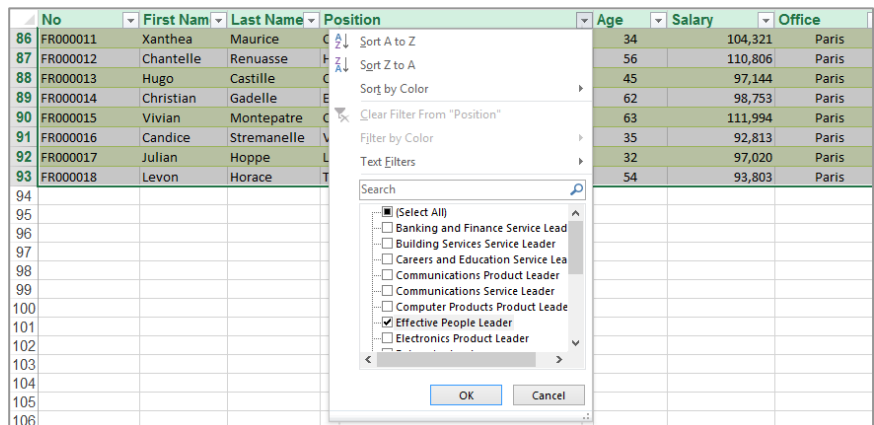 No First Nam Last Name Position Age Salary Office
86 FR000011 Xanthea Maurice C 34 104,321 Paris
87 FR000012 Chantelle Renuasse H 56 110,806 Paris
88 FR000013 Hugo Castille C 45 97,144 Paris
89 FR000014 Christian Gadelle E 62 98,753 Paris
90 FR000015 Vivian Montepatre C 63 111,994 Paris
91 FR000016 Candice Stremanelle V 35 92,813 Paris
92 FR000017 Julian Hoppe L 32 97,020 Paris
93 FR000018 Levon Horace T 54 93,803 Paris
94
95
96
97
98
99
100
101
102
103
104
105
106
Sort A to Z
Sort Z to A
Sort by Color
Clear Filter From "Position"
Filter by Color
Text Filters
Search
(Select All)
Banking and Finance Service Lead
Building Services Service Leader
Careers and Education Service Lea
Communications Product Leader
Communications Service Leader
Computer Products Product Leade
Effective People Leader
Electronics Product Leader
OK Cancel